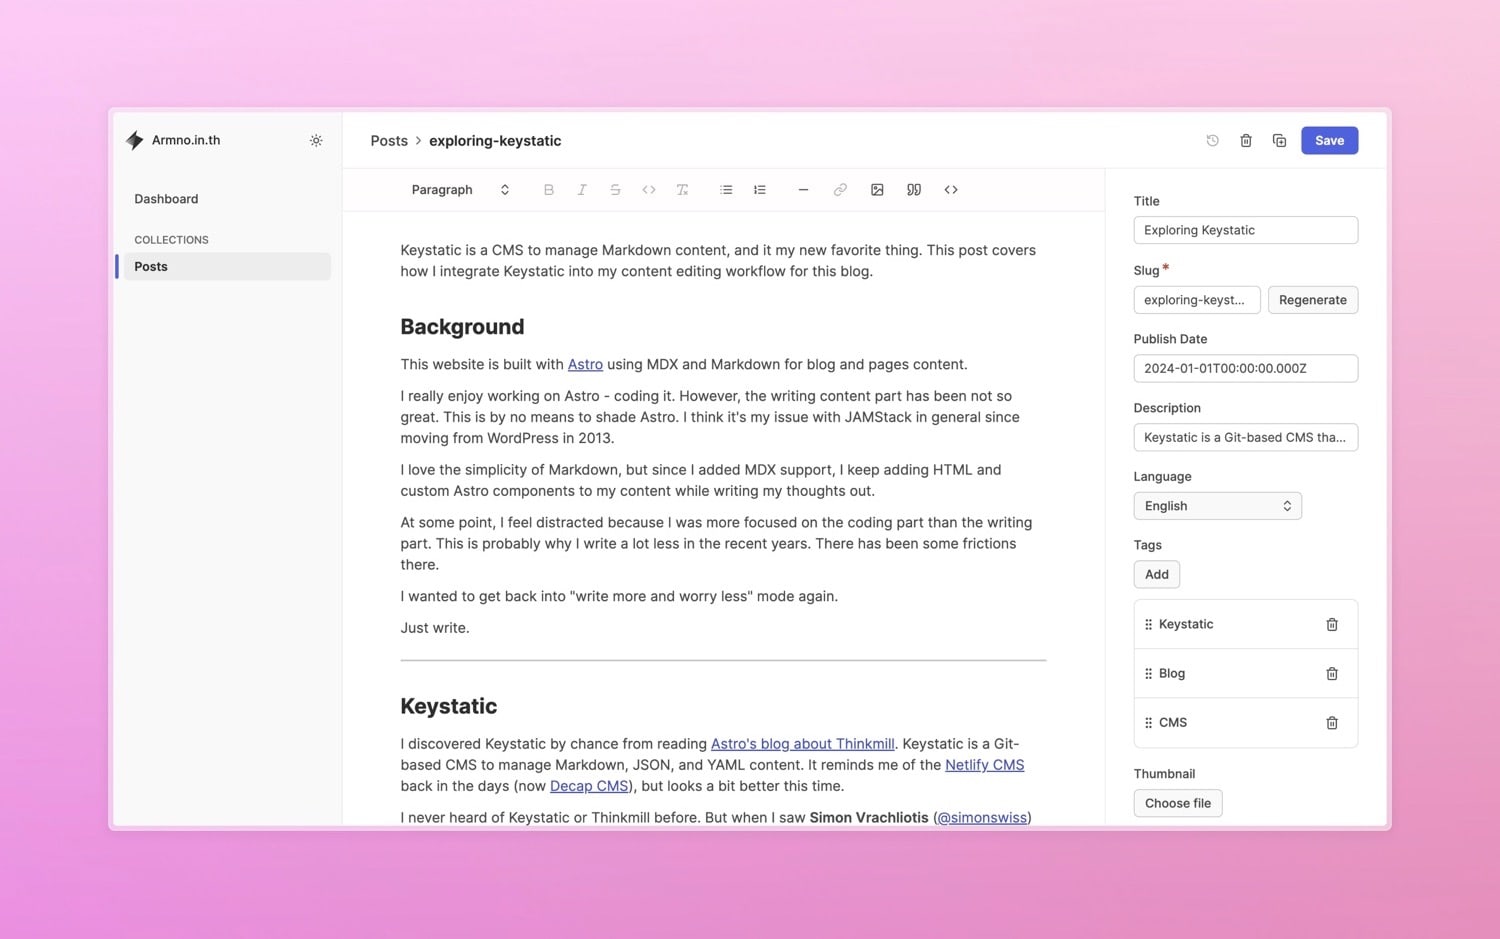 Armno.in.th
Dashboard
COLLECTIONS
Posts
Posts > exploring-keystatic
Save
Paragraph
Keystatic is a CMS to manage Markdown content, and it my new favorite thing. This post covers
how I integrate Keystatic into my content editing workflow for this blog.
Background
This website is built with Astro using MDX and Markdown for blog and pages content.
I really enjoy working on Astro - coding it. However, the writing content part has been not so
great. This is by no means to shade Astro. I think it's my issue with JAMStack in general since
moving from WordPress in 2013.
I love the simplicity of Markdown, but since I added MDX support, I keep adding HTML and
custom Astro components to my content while writing my thoughts out.
At some point, I feel distracted because I was more focused on the coding part than the writing
part. This is probably why I write a lot less in the recent years. There has been some frictions
there.
I wanted to get back into "write more and worry less" mode again.
Just write.
Keystatic
I discovered Keystatic by chance from reading Astro's blog about Thinkmill. Keystatic is a Git-
based CMS to manage Markdown, JSON, and YAML content. It reminds me of the Netlify CMS
back in the days (now Decap CMS), but looks a bit better this time.
I never heard of Keystatic or Thinkmill before. But when I saw Simon Vrachliotis (@simonswiss)
Title
Exploring Keystatic
Slug*
exploring-keyst...
Regenerate
Publish Date
2024-01-01T00:00:00.000Z
Description
Keystatic is a Git-based CMS tha...
Language
English
Tags
Add
Keystatic
Blog
CMS
Thumbnail
Choose file